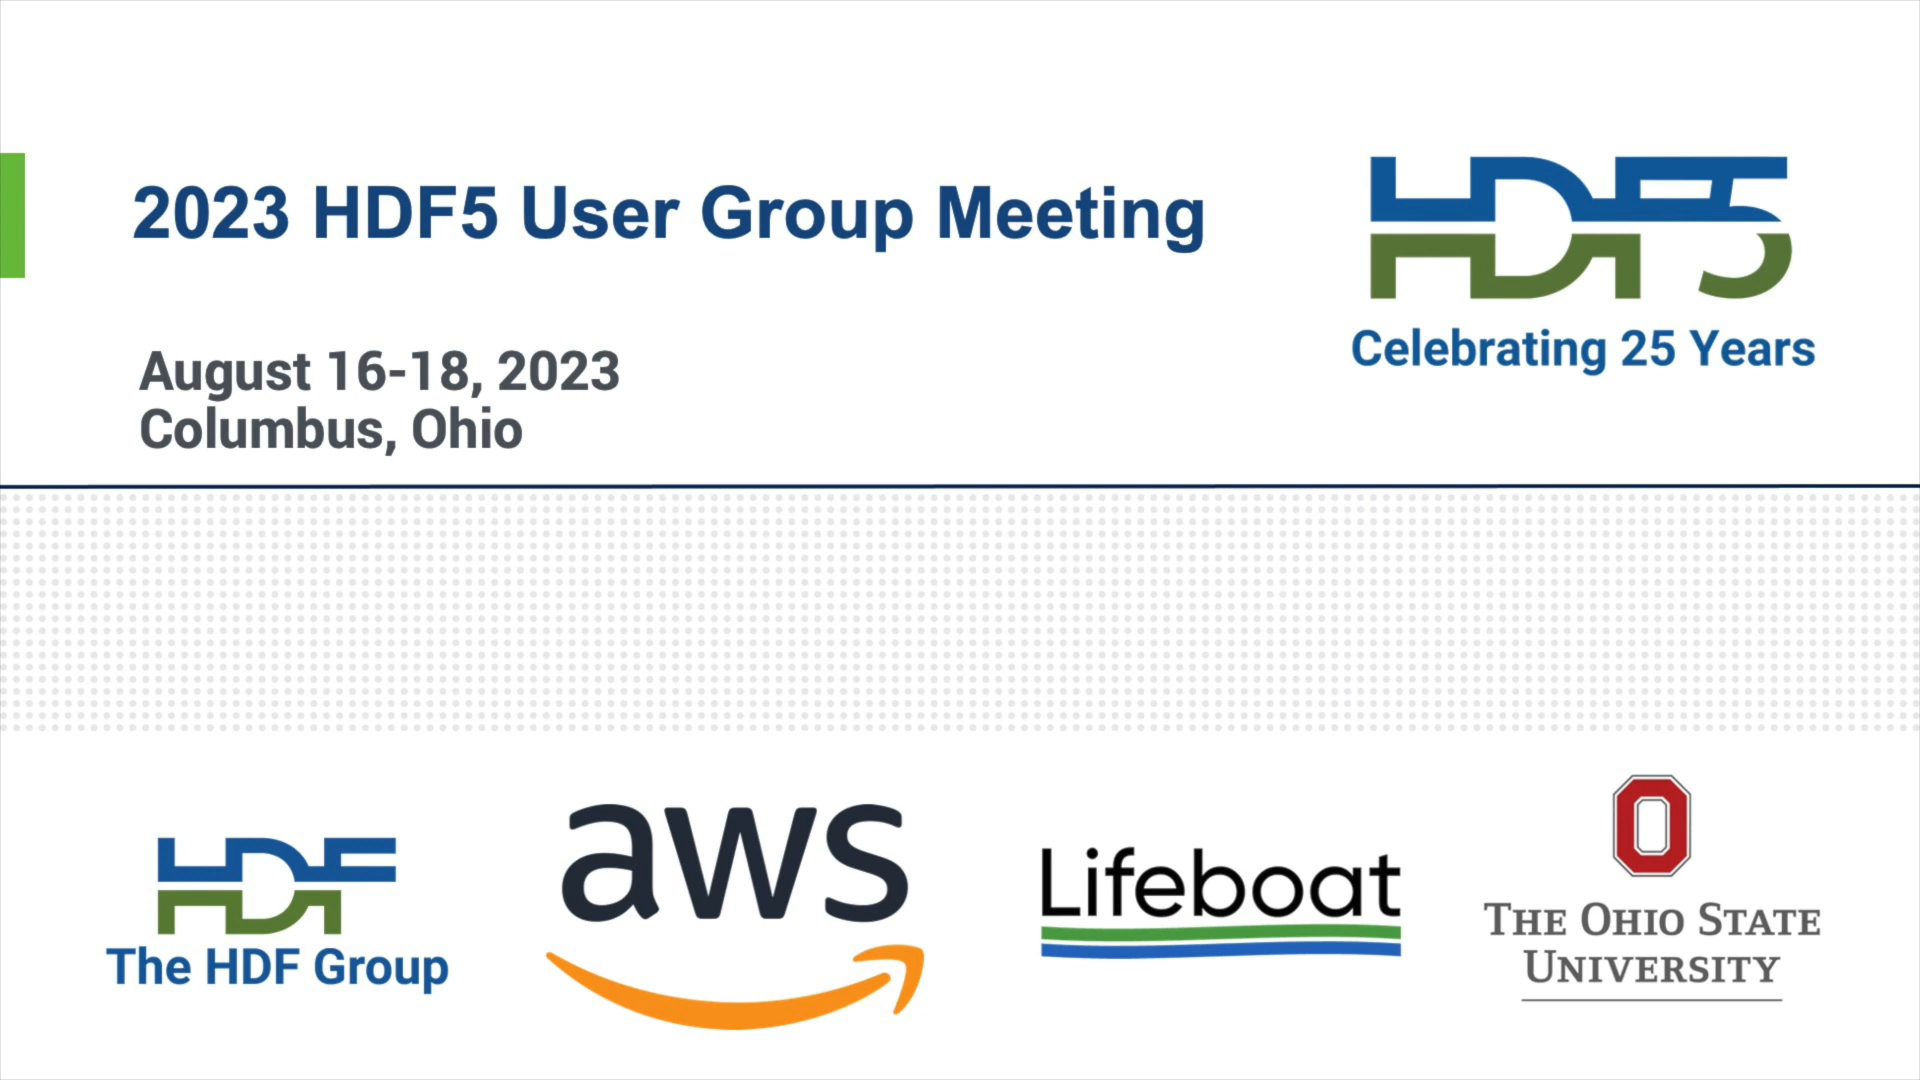 2023 HDF5 User Group Meeting
HDF5
Celebrating 25 Years
August 16-18, 2023
Columbus, Ohio
HDF
The HDF Group
aws
Lifeboat
O
THE OHIO STATE
UNIVERSITY